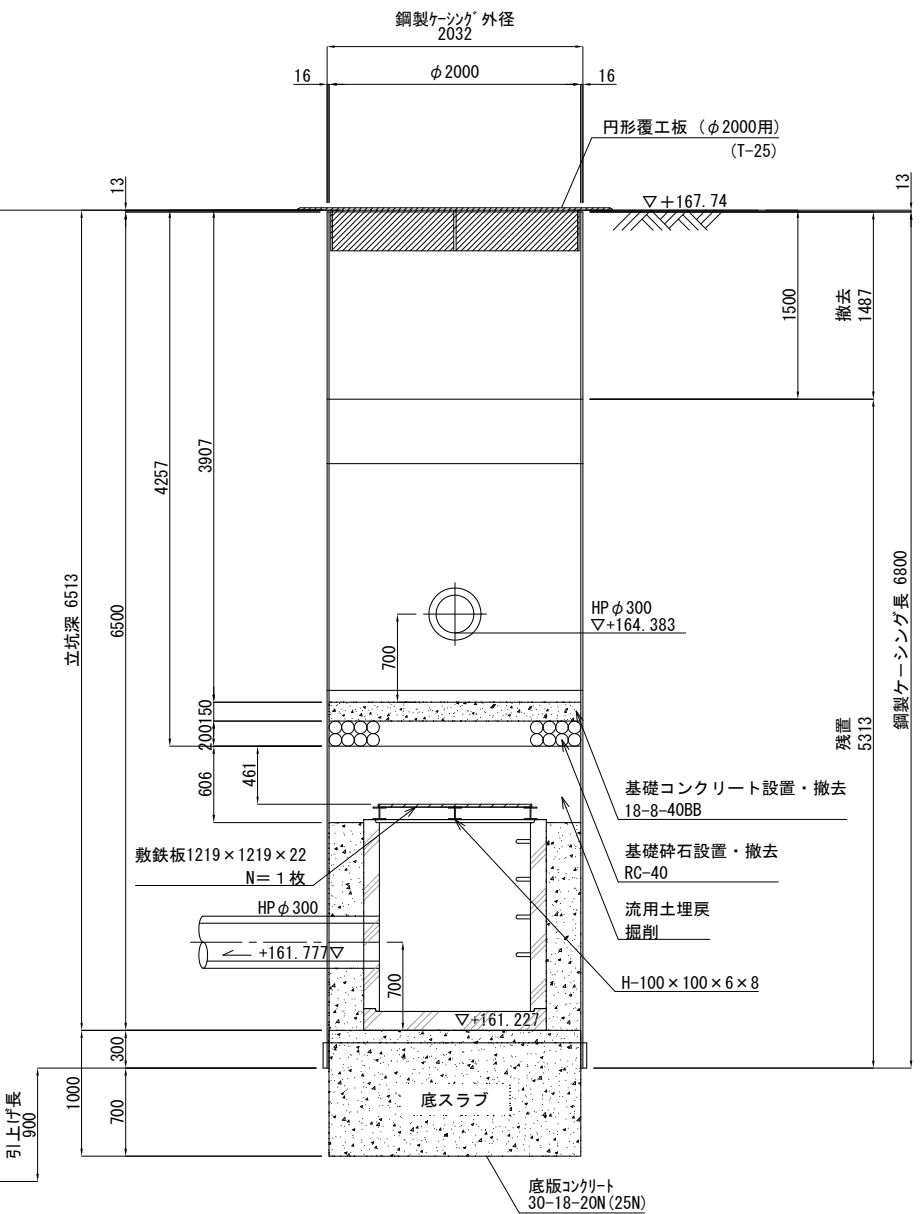 鋼製ケーシング外径
2032
16
φ2000
16
円形覆工板（φ2000用）
(T-25)
13
13
▽+167.74
1500
撤去
1487
3907
4257
6500
立坑深 6513
HPφ300
▽+164.383
700
鋼製ケーシング長 6800
残置
5313
150
200
606
461
基礎コンクリート設置・撤去
18-8-40BB
基礎砕石設置・撤去
RC-40
敷鉄板1219×1219×22
N=１枚
流用土埋戻
掘削
HPφ300
+161.777▽
700
H-100×100×6×8
▽+161.227
300
1000
700
引上げ長
900
底スラブ
底版コンクリート
30-18-20N(25N)